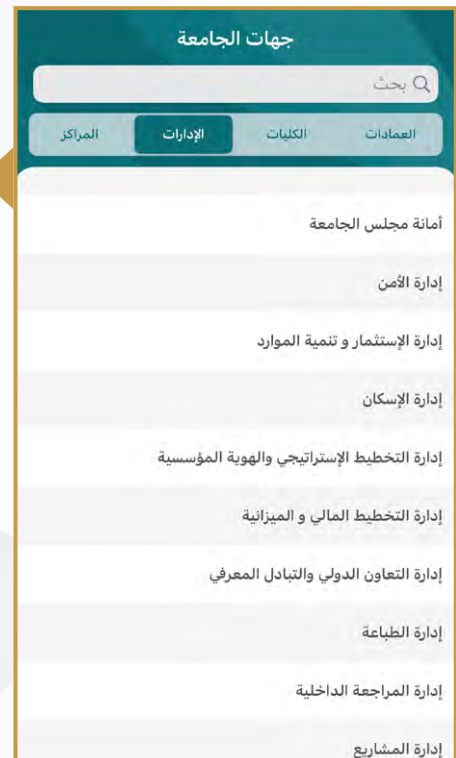 جهات الجامعة
بحث
العمادات
الكليات
الإدارات
المراكز
أمانة مجلس الجامعة
إدارة الأمن
إدارة الإستثمار و تنمية الموارد
إدارة الإسكان
إدارة التخطيط الإستراتيجي والهوية المؤسسية
إدارة التخطيط المالي و الميزانية
إدارة التعاون الدولي والتبادل المعرفي
إدارة الطباعة
إدارة المراجعة الداخلية
إدارة المشاريع